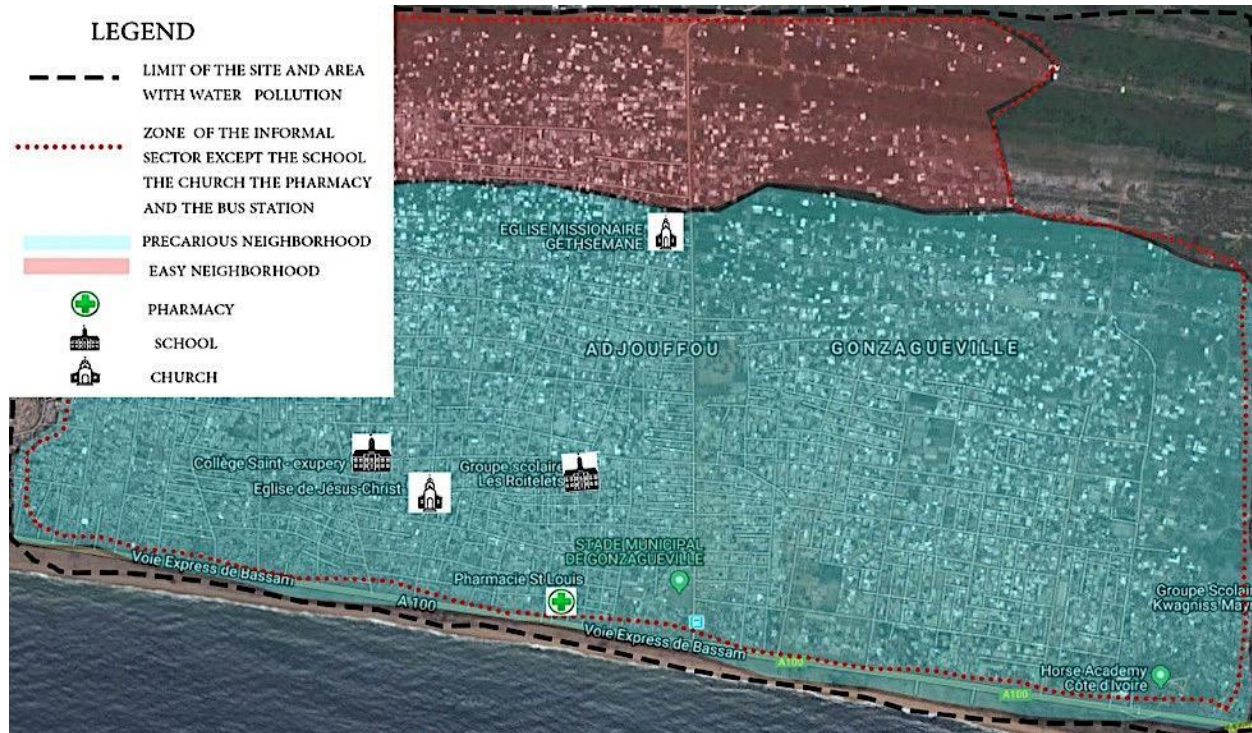 LEGEND
LIMIT OF THE SITE AND AREA
WITH WATER POLLUTION
ZONE OF THE INFORMAL
SECTOR EXCEPT THE SCHOOL
THE CHURCH THE PHARMACY
AND THE BUS STATION
PRECARIOUS NEIGHBORHOOD
EASY NEIGHBORHOOD
PHARMACY
SCHOOL
CHURCH
EGLISE MISSIONAIRE
GETHSEMANE
ADJOUFFOU
GONZAGUEVILLE
Collège Saint-exupery
Groupe scolaire
Les Roitelets
Eglise de Jésus-Christ
STADE MUNICIPAL
DE GONZAGUEVILLE
Voie Express de Bassam
Pharmacie St Louis
A 100
Groupe Scolai
Kwagniss May
Voie Express de Bassam
A100
Horse Academy
Côte d'Ivoire
A100